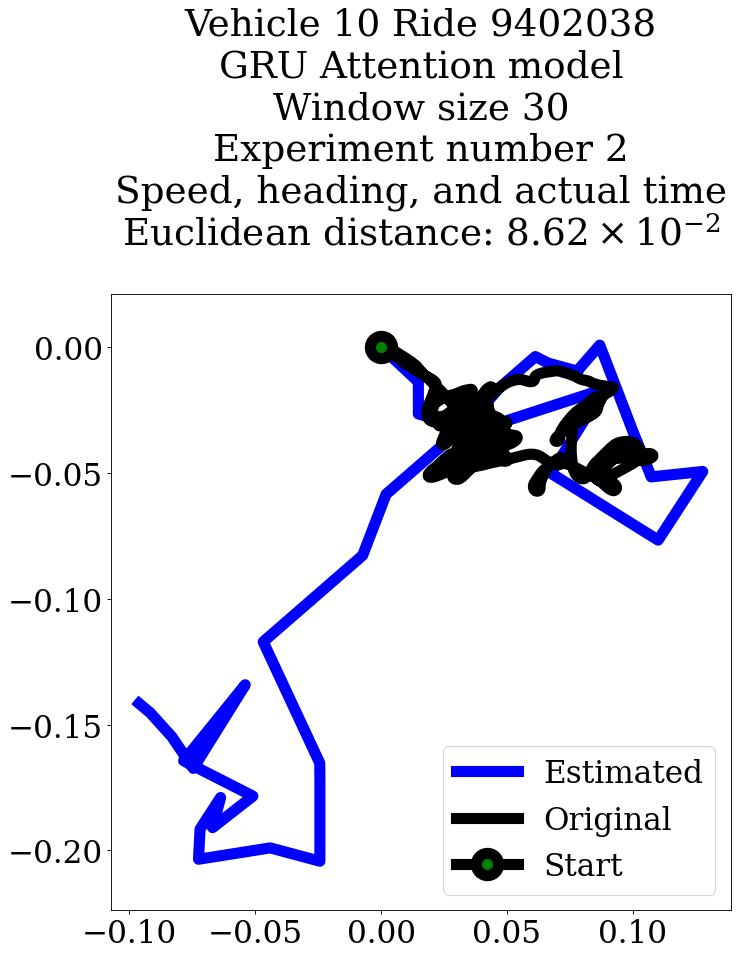 Vehicle 10 Ride 9402038
GRU Attention model
Window size 30
Experiment number 2
Speed, heading, and actual time
Euclidean distance: 8.62 × 10⁻²
0.00
−0.05
−0.10
−0.15
−0.20
Estimated
Original
Start
−0.10 −0.05 0.00 0.05 0.10